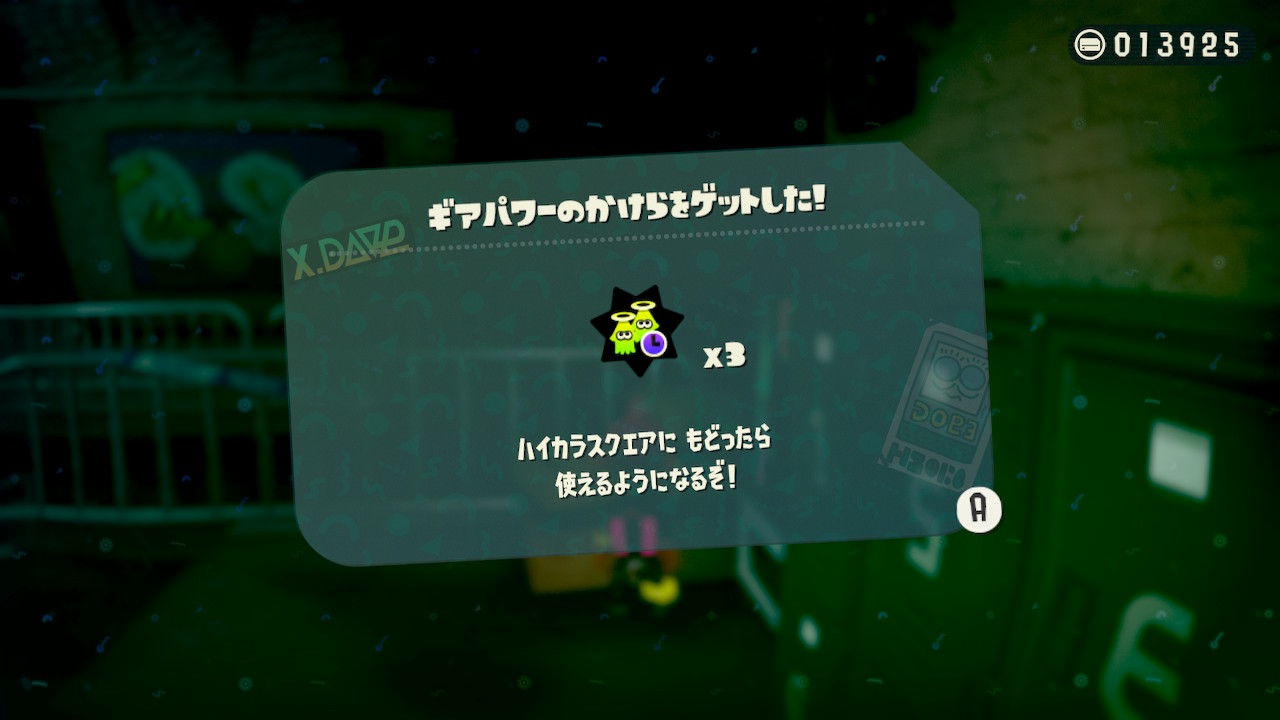 013925
ギアパワーのかけらをゲットした!
X.DAVD
x3
ハイカラスクエアに もどったら
使えるようになるぞ!
DOPE
A